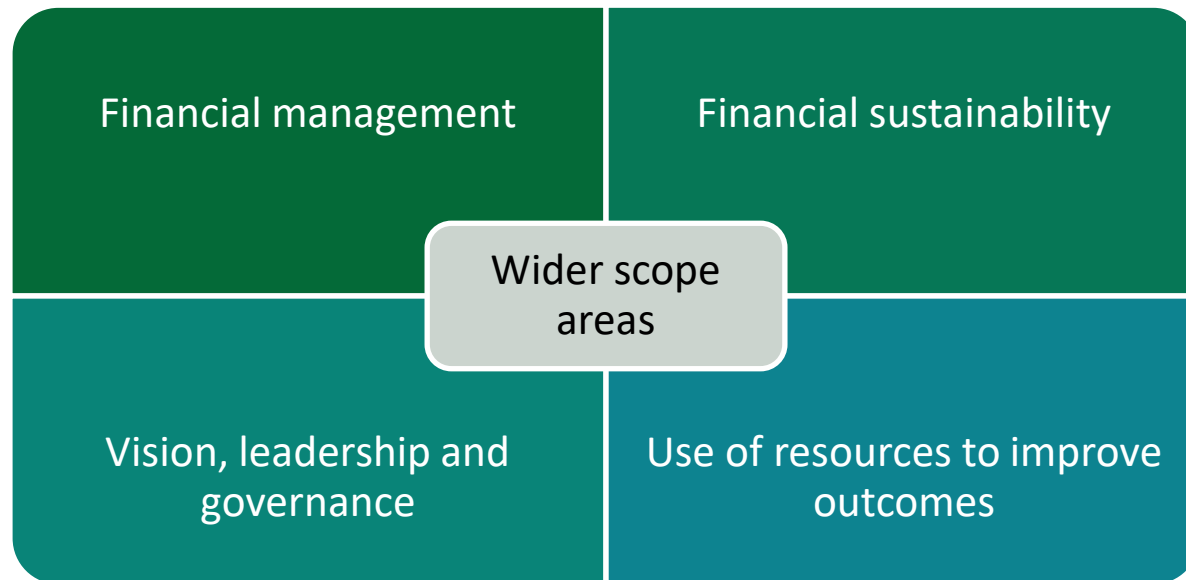 Financial management
Financial sustainability
Wider scope
areas
Vision, leadership and
governance
Use of resources to improve
outcomes